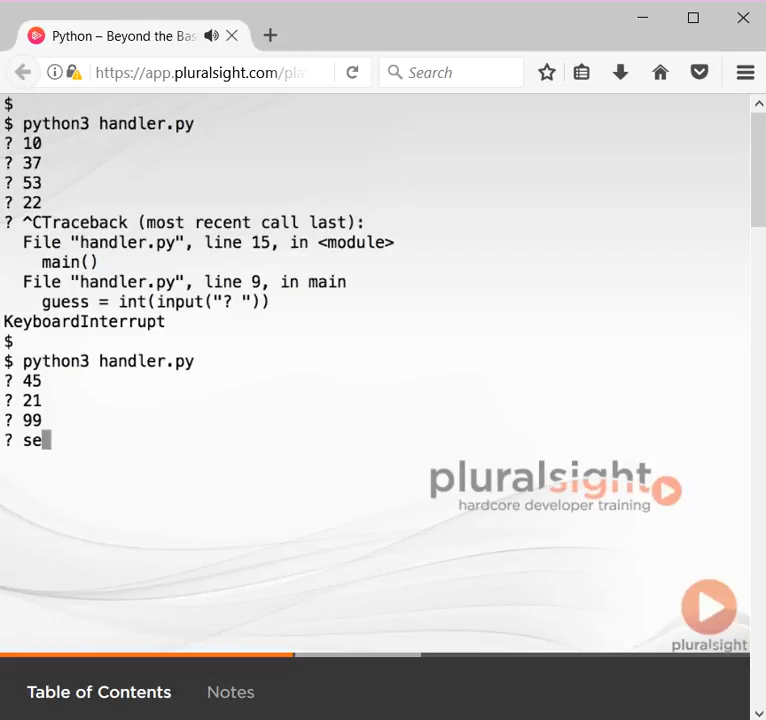 Python – Beyond the Bas
https://app.pluralsight.com/pla
Search
$
$ python3 handler.py
? 10
? 37
? 53
? 22
? ^CTraceback (most recent call last):
  File "handler.py", line 15, in <module>
    main()
  File "handler.py", line 9, in main
    guess = int(input("? "))
KeyboardInterrupt
$
$ python3 handler.py
? 45
? 21
? 99
? se
pluralsight
hardcore developer training
pluralsight
Table of Contents
Notes